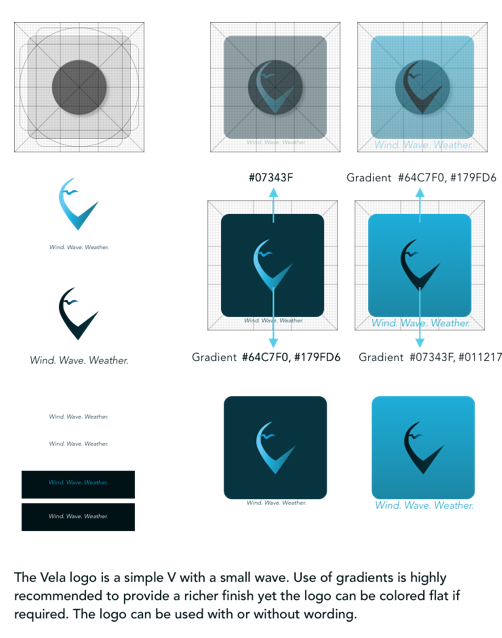 Wind. Wave. Weather.
Wind. Wave. Weather.
#07343F
Gradient #64C7F0, #179FD6
Wind. Wave. Weather.
Wind. Wave. Weather.
Wind. Wave. Weather.
Wind. Wave. Weather.
Gradient #64C7F0, #179FD6
Gradient #07343F, #011217
Wind. Wave. Weather.
Wind. Wave. Weather.
Wind. Wave. Weather.
Wind. Wave. Weather.
Wind. Wave. Weather.
Wind. Wave. Weather.
The Vela logo is a simple V with a small wave. Use of gradients is highly
recommended to provide a richer finish yet the logo can be colored flat if
required. The logo can be used with or without wording.